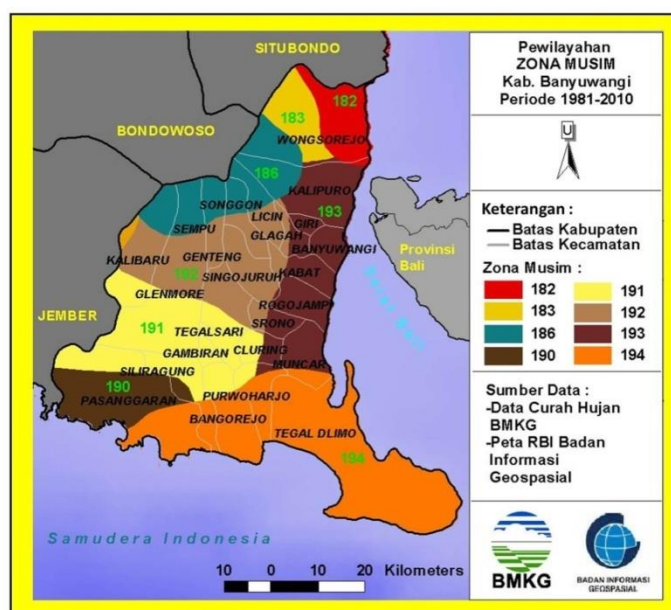 SITUBONDO
182
183
BONDOWOSO
WONGSOREJO
186
KALIPURO
SONGGON
LICIN
193
SEMPU
GIRI
GLAGAH
BANYUWANGI
Provinsi
Bali
KALIBARU
GENTENG
192
SINGOJURUH
KABAT
Selat Bali
GLENMORE
JEMBER
ROGOJAMPI
191
SRONO
TEGALSARI
GAMBIRAN
CLURING
MUNCAR
SILIRAGUNG
190
PASANGGARAN
PURWOHARJO
BANGOREJO
TEGAL DLIMO
194
Samudera Indonesia
10 0 10 20 Kilometers
Pewilayahan
ZONA MUSIM
Kab. Banyuwangi
Periode 1981-2010
U
Keterangan :
Batas Kabupaten
Batas Kecamatan
Zona Musim :
182 191
183 192
186 193
190 194
Sumber Data :
-Data Curah Hujan
BMKG
-Peta RBI Badan
Informasi
Geospasial
BMKG
BADAN INFORMASI
GEOSPASIAL